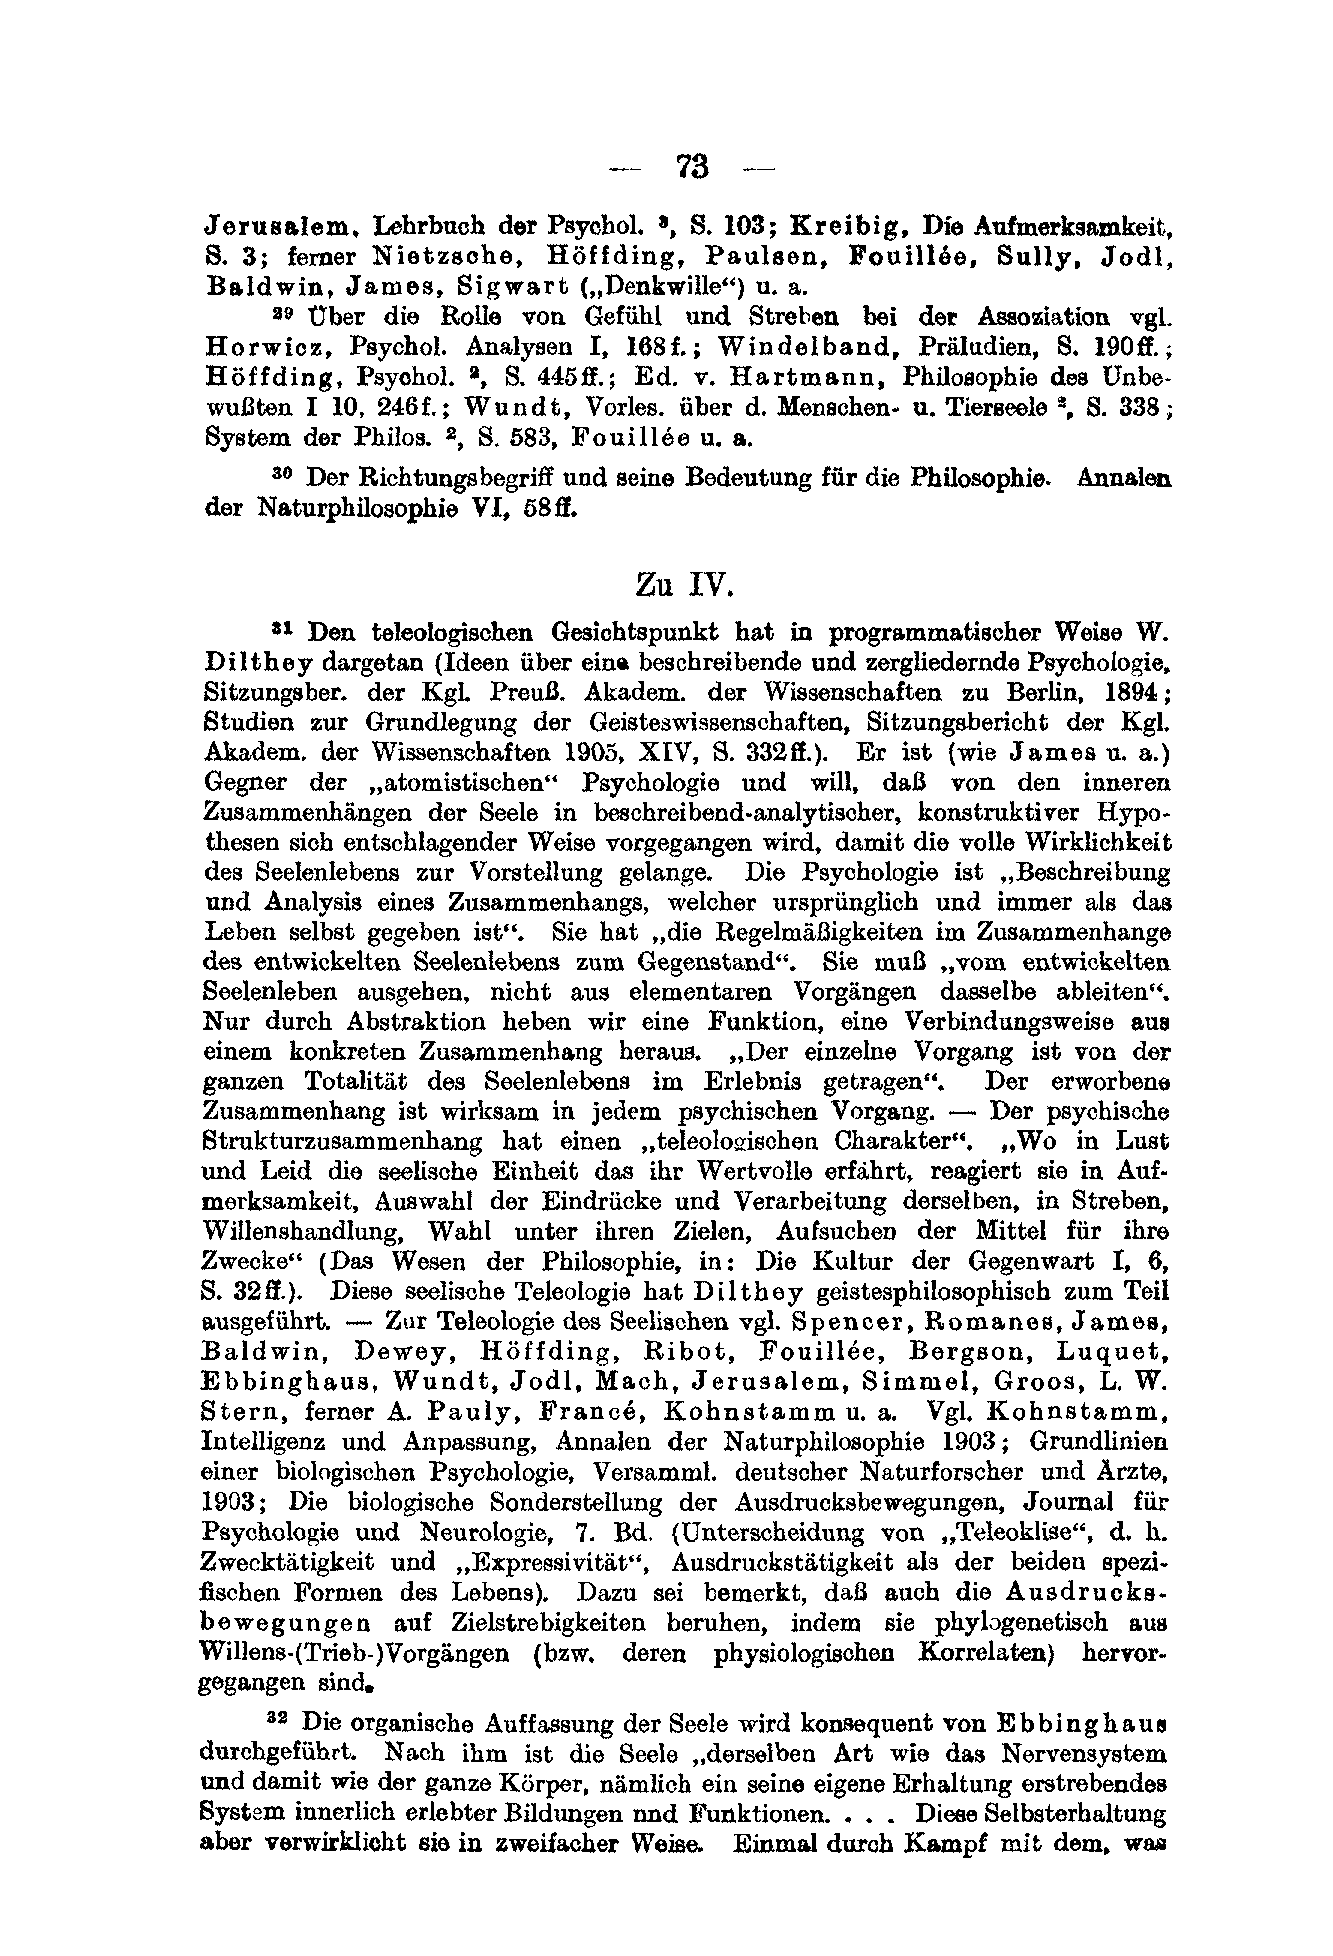 — 73 —
Jerusalem, Lehrbuch der Psychol. ³, S. 103; Kreibig, Die Aufmerksamkeit,
S. 3; ferner Nietzsche, Höffding, Paulsen, Fouillée, Sully, Jodl,
Baldwin, James, Sigwart („Denkwille“) u. a.
²⁹ Über die Rolle von Gefühl und Streben bei der Assoziation vgl.
Horwicz, Psychol. Analysen I, 168f.; Windelband, Präludien, S. 190ff.;
Höffding, Psychol. ², S. 445ff.; Ed. v. Hartmann, Philosophie des Unbe-
wußten I 10, 246f.; Wundt, Vorles. über d. Menschen- u. Tierseele ², S. 338;
System der Philos. ², S. 583, Fouillée u. a.
³⁰ Der Richtungsbegriff und seine Bedeutung für die Philosophie. Annalen
der Naturphilosophie VI, 58ff.
Zu IV.
³¹ Den teleologischen Gesichtspunkt hat in programmatischer Weise W.
Dilthey dargetan (Ideen über eine beschreibende und zergliedernde Psychologie,
Sitzungsber. der Kgl. Preuß. Akadem. der Wissenschaften zu Berlin, 1894;
Studien zur Grundlegung der Geisteswissenschaften, Sitzungsbericht der Kgl.
Akadem. der Wissenschaften 1905, XIV, S. 332ff.). Er ist (wie James u. a.)
Gegner der „atomistischen“ Psychologie und will, daß von den inneren
Zusammenhängen der Seele in beschreibend-analytischer, konstruktiver Hypo-
thesen sich entschlagender Weise vorgegangen wird, damit die volle Wirklichkeit
des Seelenlebens zur Vorstellung gelange. Die Psychologie ist „Beschreibung
und Analysis eines Zusammenhangs, welcher ursprünglich und immer als das
Leben selbst gegeben ist“. Sie hat „die Regelmäßigkeiten im Zusammenhange
des entwickelten Seelenlebens zum Gegenstand“. Sie muß „vom entwickelten
Seelenleben ausgehen, nicht aus elementaren Vorgängen dasselbe ableiten“.
Nur durch Abstraktion heben wir eine Funktion, eine Verbindungsweise aus
einem konkreten Zusammenhang heraus. „Der einzelne Vorgang ist von der
ganzen Totalität des Seelenlebens im Erlebnis getragen“. Der erworbene
Zusammenhang ist wirksam in jedem psychischen Vorgang. — Der psychische
Strukturzusammenhang hat einen „teleologischen Charakter“. „Wo in Lust
und Leid die seelische Einheit das ihr Wertvolle erfährt, reagiert sie in Auf-
merksamkeit, Auswahl der Eindrücke und Verarbeitung derselben, in Streben,
Willenshandlung, Wahl unter ihren Zielen, Aufsuchen der Mittel für ihre
Zwecke“ (Das Wesen der Philosophie, in: Die Kultur der Gegenwart I, 6,
S. 32ff.). Diese seelische Teleologie hat Dilthey geistesphilosophisch zum Teil
ausgeführt. — Zur Teleologie des Seelischen vgl. Spencer, Romanes, James,
Baldwin, Dewey, Höffding, Ribot, Fouillée, Bergson, Luquet,
Ebbinghaus, Wundt, Jodl, Mach, Jerusalem, Simmel, Groos, L. W.
Stern, ferner A. Pauly, Francé, Kohnstamm u. a. Vgl. Kohnstamm,
Intelligenz und Anpassung, Annalen der Naturphilosophie 1903; Grundlinien
einer biologischen Psychologie, Versamml. deutscher Naturforscher und Ärzte,
1903; Die biologische Sonderstellung der Ausdrucksbewegungen, Journal für
Psychologie und Neurologie, 7. Bd. (Unterscheidung von „Teleoklise“, d. h.
Zwecktätigkeit und „Expressivität“, Ausdruckstätigkeit als der beiden spezi-
fischen Formen des Lebens). Dazu sei bemerkt, daß auch die Ausdrucks-
bewegungen auf Zielstrebigkeiten beruhen, indem sie phylogenetisch aus
Willens-(Trieb-)Vorgängen (bzw. deren physiologischen Korrelaten) hervor-
gegangen sind.
³² Die organische Auffassung der Seele wird konsequent von Ebbinghaus
durchgeführt. Nach ihm ist die Seele „derselben Art wie das Nervensystem
und damit wie der ganze Körper, nämlich ein seine eigene Erhaltung erstrebendes
System innerlich erlebter Bildungen nnd Funktionen. . . . Diese Selbsterhaltung
aber verwirklicht sie in zweifacher Weise. Einmal durch Kampf mit dem, was